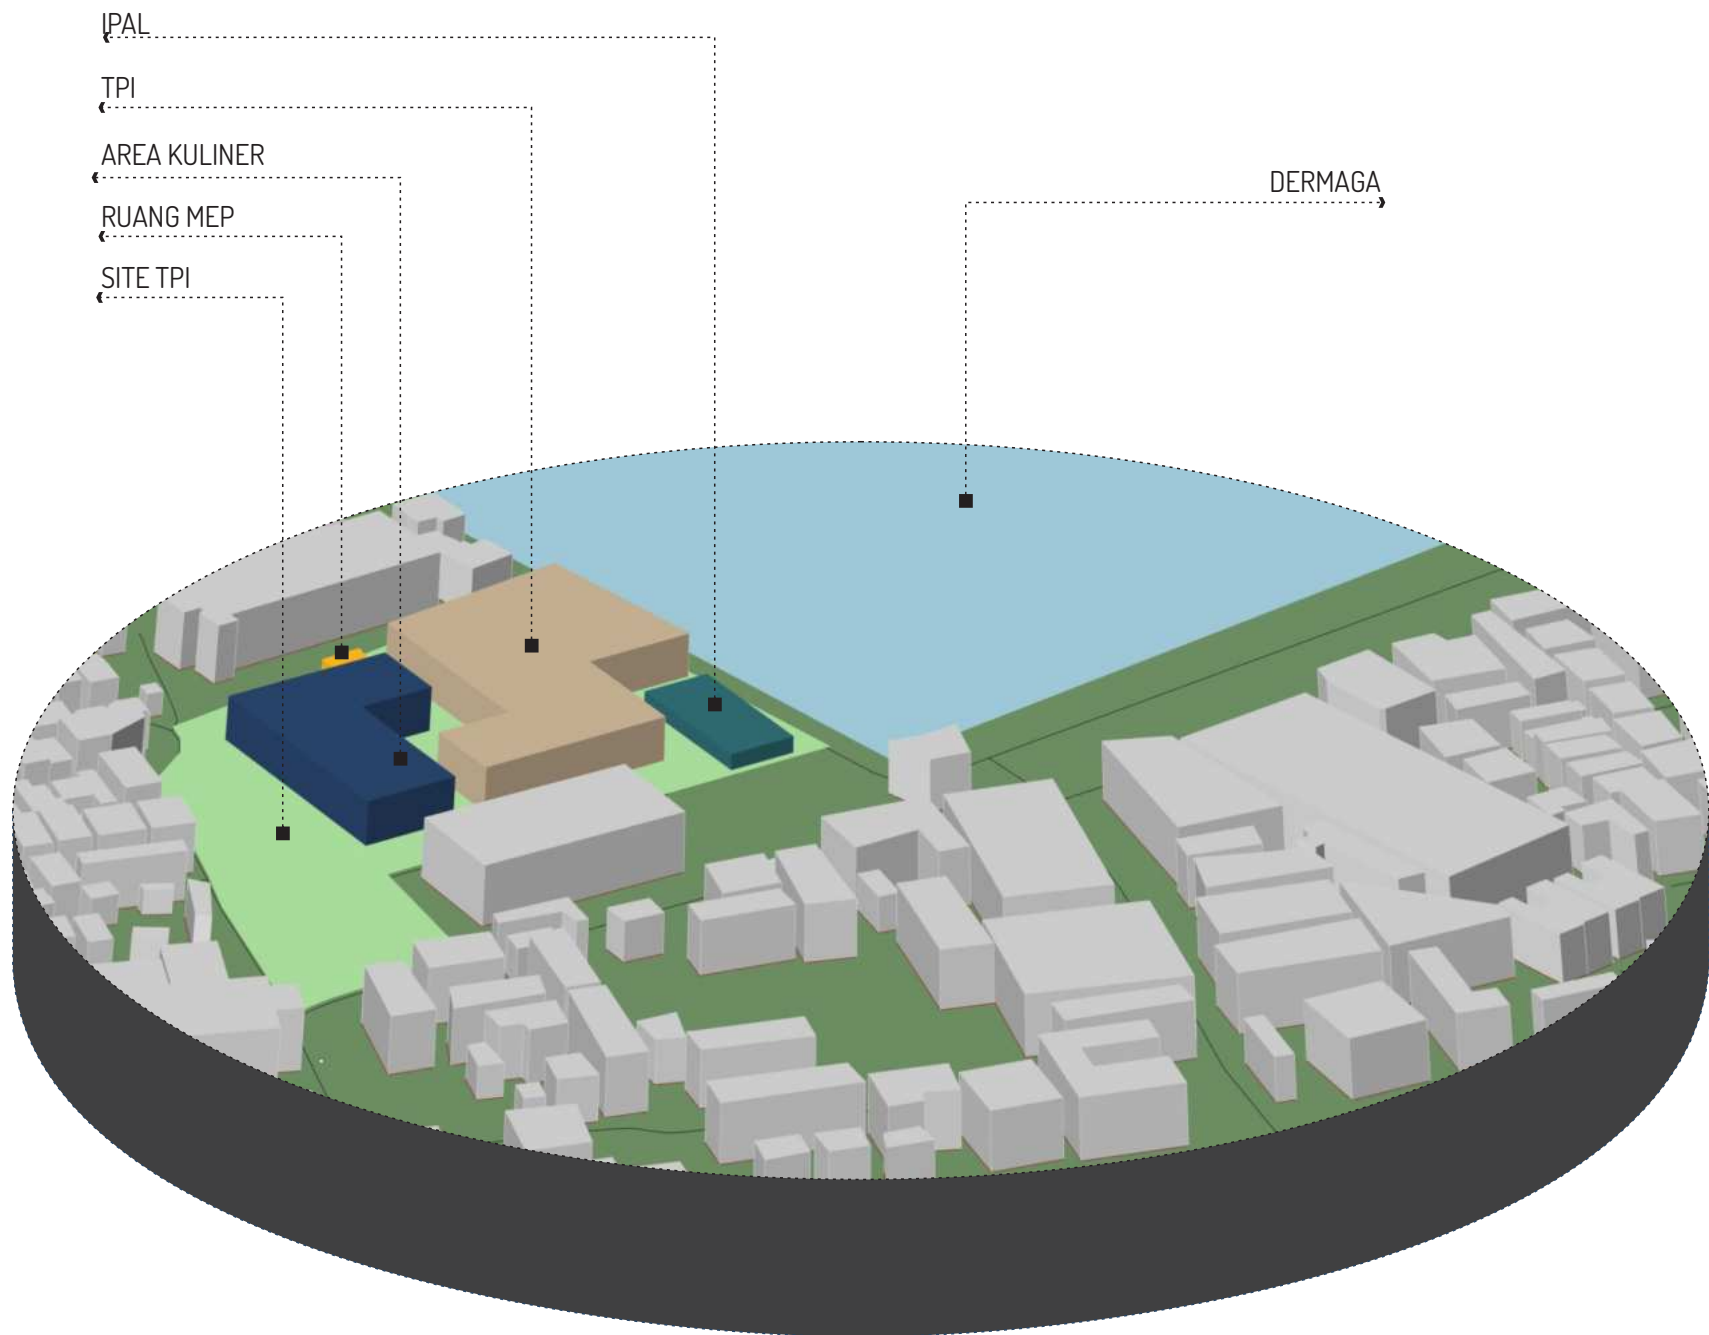 IPAL
TPI
AREA KULINER
RUANG MEP
SITE TPI
DERMAGA